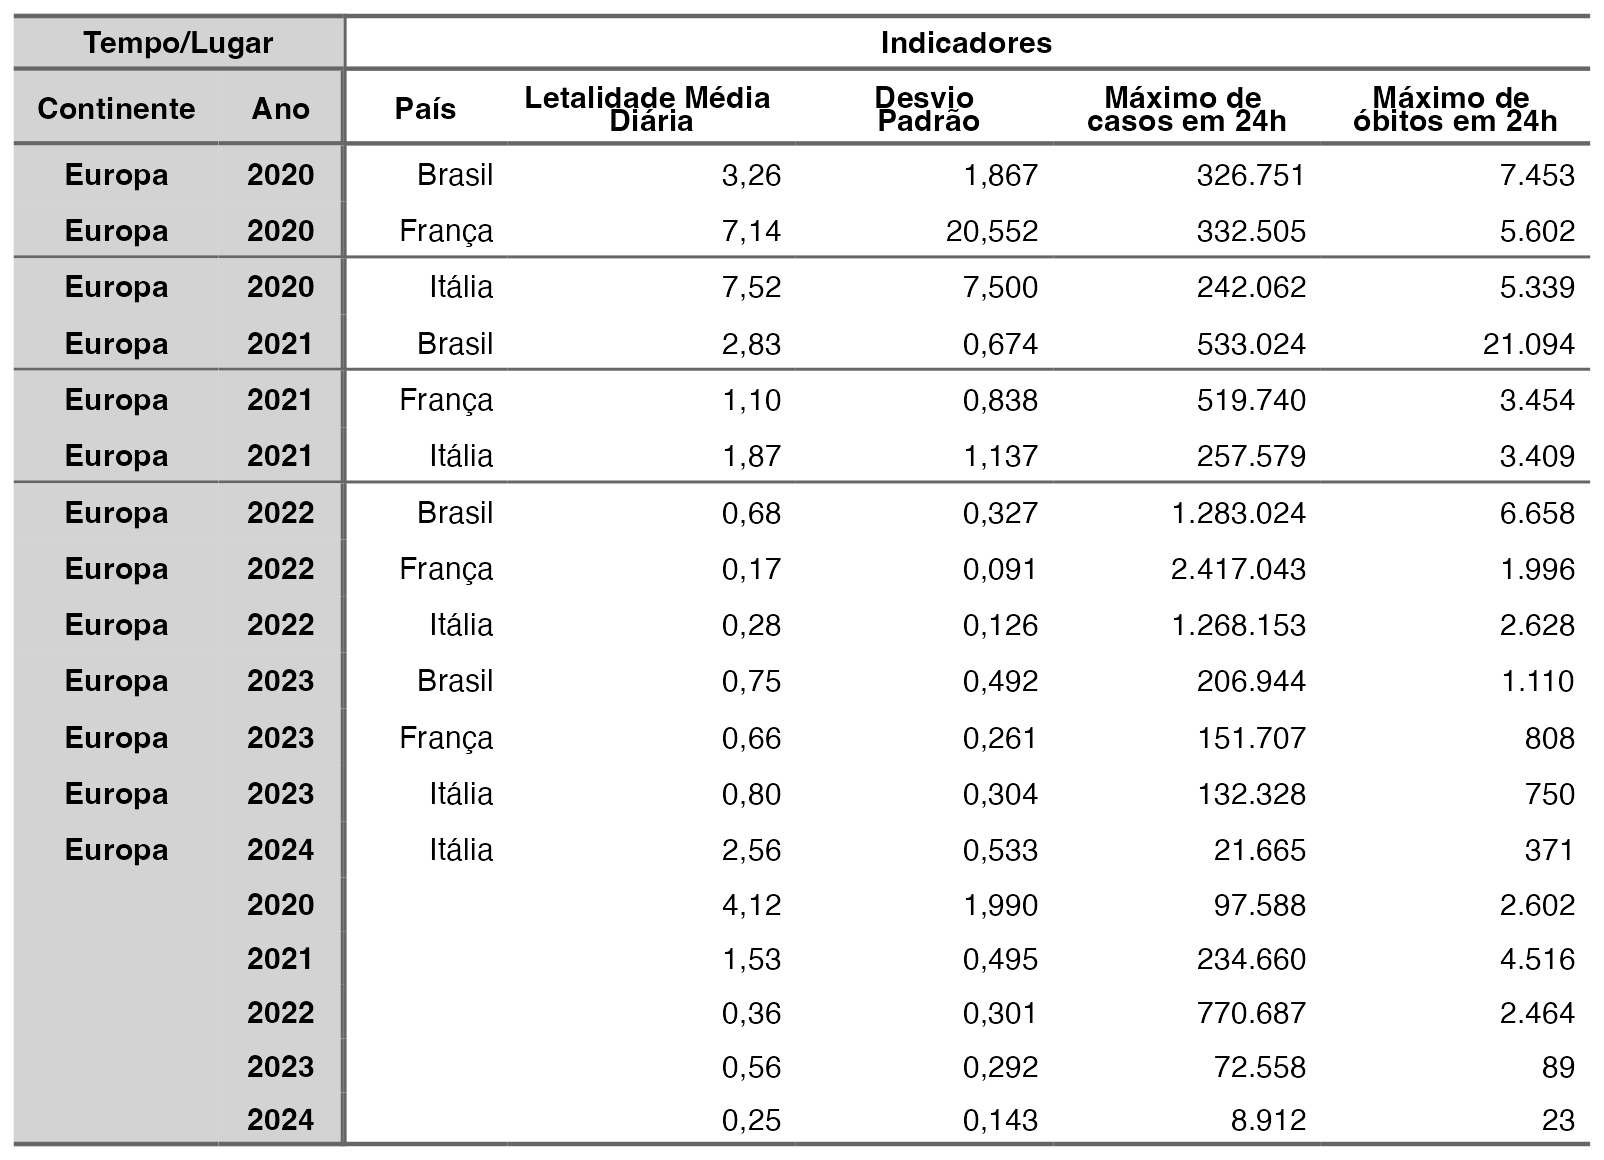 Tempo/Lugar Indicadores
Continente Ano País Letalidade Média Diária Desvio Padrão Máximo de casos em 24h Máximo de óbitos em 24h
Europa 2020 Brasil 3,26 1,867 326.751 7.453
Europa 2020 França 7,14 20,552 332.505 5.602
Europa 2020 Itália 7,52 7,500 242.062 5.339
Europa 2021 Brasil 2,83 0,674 533.024 21.094
Europa 2021 França 1,10 0,838 519.740 3.454
Europa 2021 Itália 1,87 1,137 257.579 3.409
Europa 2022 Brasil 0,68 0,327 1.283.024 6.658
Europa 2022 França 0,17 0,091 2.417.043 1.996
Europa 2022 Itália 0,28 0,126 1.268.153 2.628
Europa 2023 Brasil 0,75 0,492 206.944 1.110
Europa 2023 França 0,66 0,261 151.707 808
Europa 2023 Itália 0,80 0,304 132.328 750
Europa 2024 Itália 2,56 0,533 21.665 371
2020 4,12 1,990 97.588 2.602
2021 1,53 0,495 234.660 4.516
2022 0,36 0,301 770.687 2.464
2023 0,56 0,292 72.558 89
2024 0,25 0,143 8.912 23